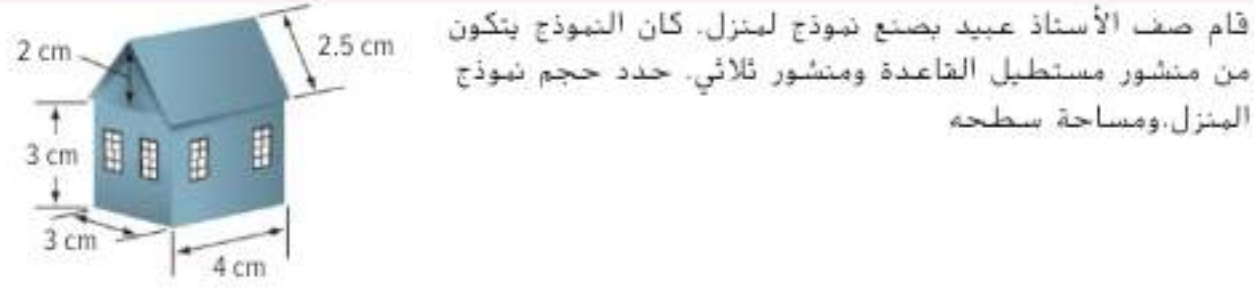 قام صف الأستاذ عبيد بصنع نموذج لمنزل. كان النموذج يتكون
من منشور مستطيل القاعدة ومنشور ثلاثي. حدد حجم نموذج
المنزل.ومساحة سطحه
2 cm
2.5 cm
3 cm
3 cm
4 cm